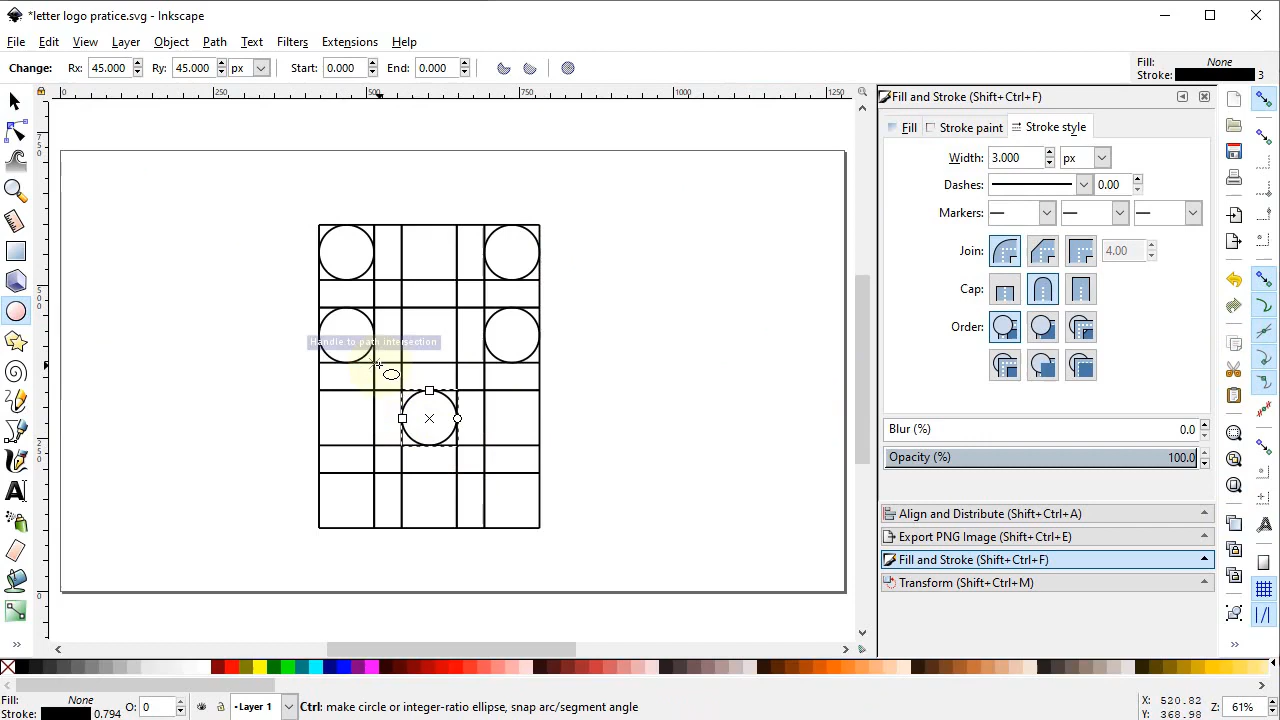 *letter logo pratice.svg - Inkscape
File Edit View Layer Object Path Text Filters Extensions Help
Change: Rx: 45.000 Ry: 45.000 px Start: 0.000 End: 0.000
Fill: None
Stroke: 3
0 250 500 750 1000 1250
Fill and Stroke (Shift+Ctrl+F)
Fill Stroke paint Stroke style
Width: 3.000 px
Dashes: 0.00
Markers:
Join: 4.00
Cap:
Order:
Handle to path intersection
Blur (%) 0.0
Opacity (%) 100.0
Align and Distribute (Shift+Ctrl+A)
Export PNG Image (Shift+Ctrl+E)
Fill and Stroke (Shift+Ctrl+F)
Transform (Shift+Ctrl+M)
Fill: None
Stroke: 0.794
O: 0
Layer 1
Ctrl: make circle or integer-ratio ellipse, snap arc/segment angle
X: 520.82
Y: 368.98
Z: 61%